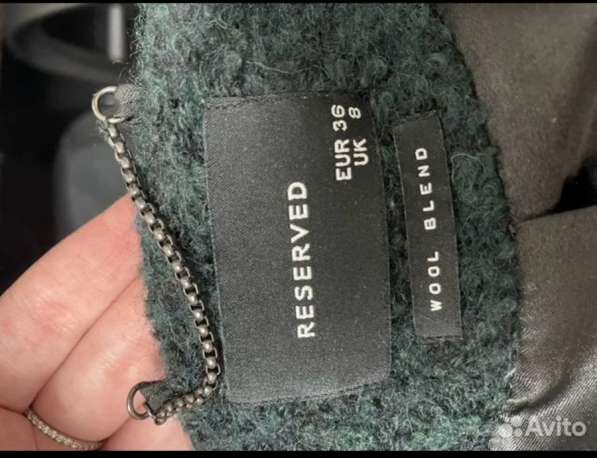 RESERVED
EUR 36
UK 8
WOOL BLEND
Avito